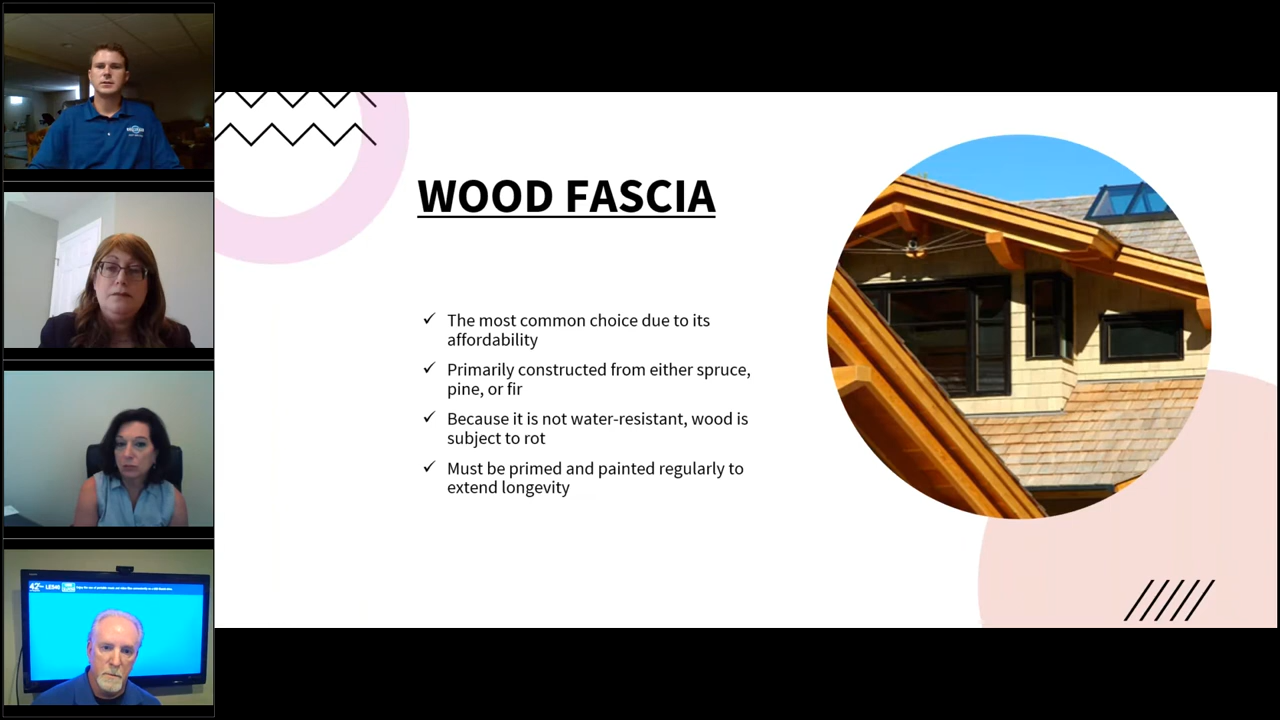 WOOD FASCIA
✓ The most common choice due to its
affordability
✓ Primarily constructed from either spruce,
pine, or fir
✓ Because it is not water-resistant, wood is
subject to rot
✓ Must be primed and painted regularly to
extend longevity